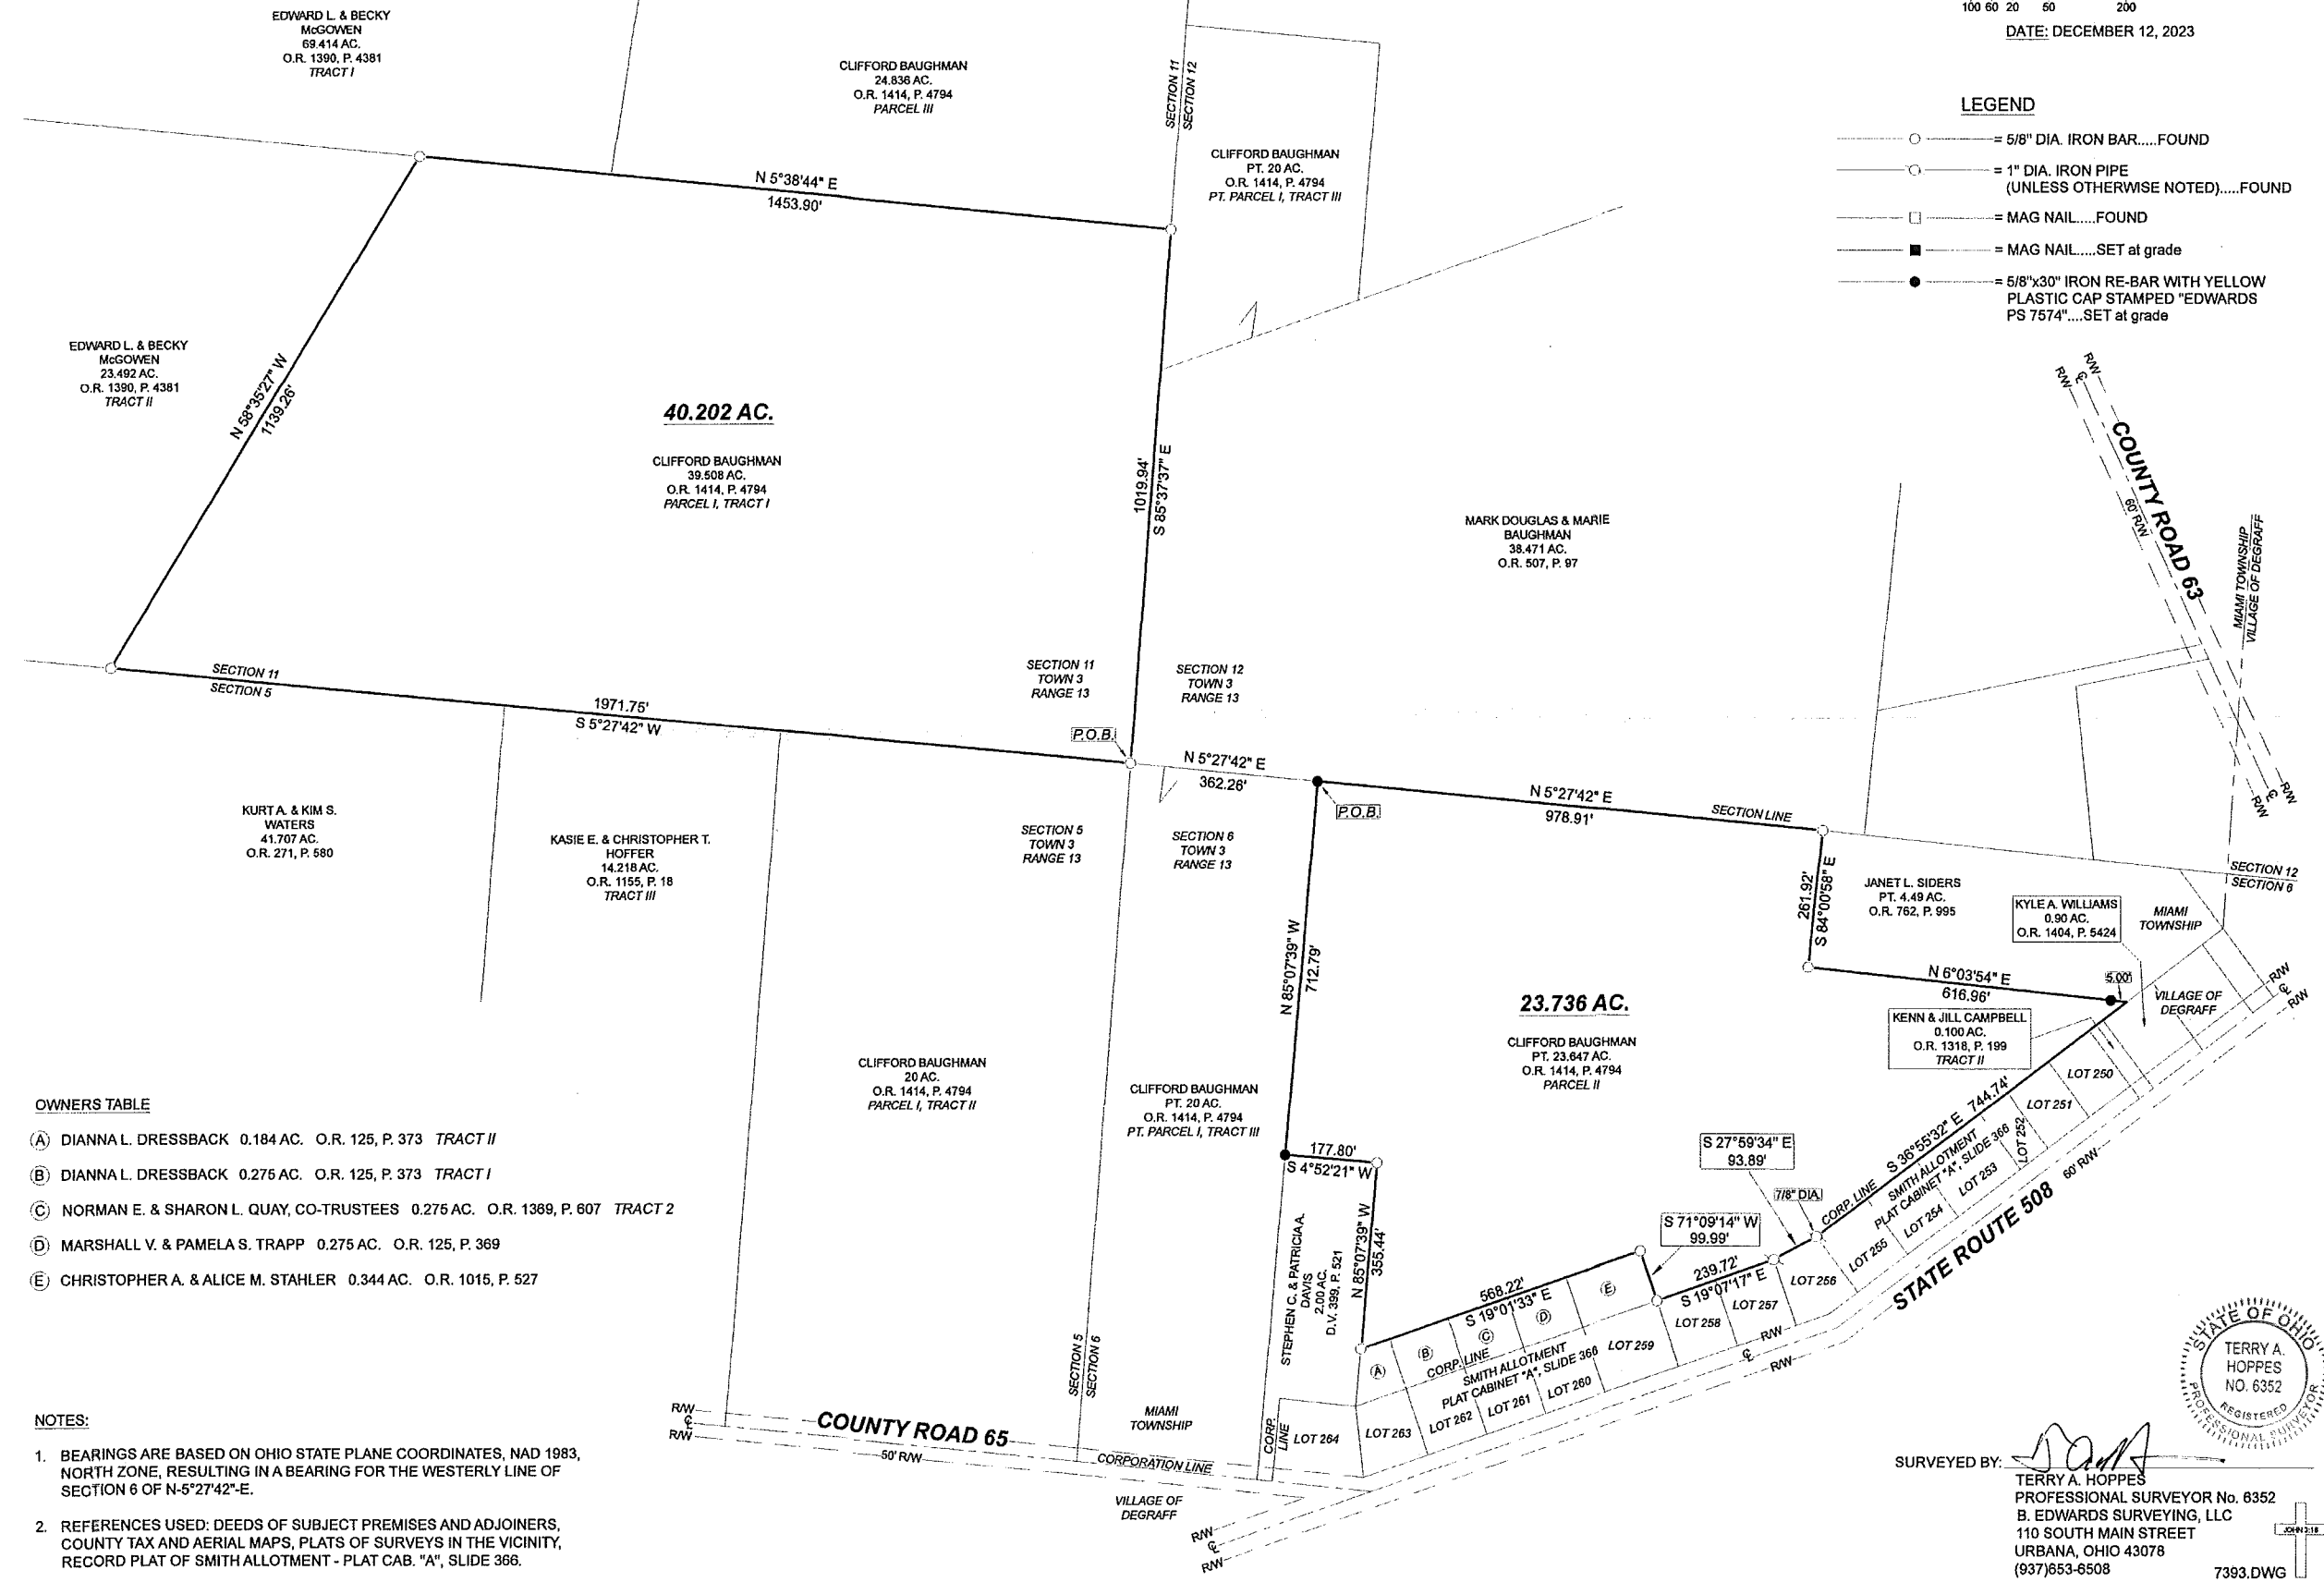 100 60 20 50 200
DATE: DECEMBER 12, 2023
LEGEND
= 5/8" DIA. IRON BAR.....FOUND
= 1" DIA. IRON PIPE
(UNLESS OTHERWISE NOTED).....FOUND
= MAG NAIL.....FOUND
= MAG NAIL.....SET at grade
= 5/8"x30" IRON RE-BAR WITH YELLOW
PLASTIC CAP STAMPED "EDWARDS
PS 7574"....SET at grade
EDWARD L. & BECKY
McGOWEN
69.414 AC.
O.R. 1390, P. 4381
TRACT I
CLIFFORD BAUGHMAN
24.836 AC.
O.R. 1414, P. 4794
PARCEL III
SECTION 11
SECTION 12
CLIFFORD BAUGHMAN
PT. 20 AC.
O.R. 1414, P. 4794
PT. PARCEL I, TRACT III
N 5°38'44" E
1453.90'
EDWARD L. & BECKY
McGOWEN
23.492 AC.
O.R. 1390, P. 4381
TRACT II
N 58°35'27" W
1139.26'
40.202 AC.
CLIFFORD BAUGHMAN
39.508 AC.
O.R. 1414, P. 4794
PARCEL I, TRACT I
1019.94'
S 85°37'37" E
MARK DOUGLAS & MARIE
BAUGHMAN
38.471 AC.
O.R. 507, P. 97
R/W
℄
R/W
COUNTY ROAD 63
60' R/W
MIAMI TOWNSHIP
VILLAGE OF DEGRAFF
R/W
℄
R/W
SECTION 11
SECTION 5
1971.75'
S 5°27'42" W
SECTION 11
TOWN 3
RANGE 13
SECTION 12
TOWN 3
RANGE 13
P.O.B.
N 5°27'42" E
362.26'
P.O.B.
N 5°27'42" E
978.91'
SECTION LINE
SECTION 12
SECTION 6
KURT A. & KIM S.
WATERS
41.707 AC.
O.R. 271, P. 580
KASIE E. & CHRISTOPHER T.
HOFFER
14.218 AC.
O.R. 1155, P. 18
TRACT III
SECTION 5
TOWN 3
RANGE 13
SECTION 6
TOWN 3
RANGE 13
261.92'
S 84°00'58" E
JANET L. SIDERS
PT. 4.49 AC.
O.R. 762, P. 995
KYLE A. WILLIAMS
0.90 AC.
O.R. 1404, P. 5424
MIAMI
TOWNSHIP
N 85°07'39" W
712.79'
N 6°03'54" E
616.96'
5.00'
VILLAGE OF
DEGRAFF
R/W
℄
R/W
23.736 AC.
CLIFFORD BAUGHMAN
PT. 23.647 AC.
O.R. 1414, P. 4794
PARCEL II
KENN & JILL CAMPBELL
0.100 AC.
O.R. 1318, P. 199
TRACT II
CLIFFORD BAUGHMAN
20 AC.
O.R. 1414, P. 4794
PARCEL I, TRACT II
CLIFFORD BAUGHMAN
PT. 20 AC.
O.R. 1414, P. 4794
PT. PARCEL I, TRACT III
LOT 250
LOT 251
LOT 252
LOT 253
LOT 254
LOT 255
LOT 256
S 36°55'32" E 744.74'
CORP. LINE
SMITH ALLOTMENT
PLAT CABINET "A", SLIDE 366
60' R/W
STATE ROUTE 508
177.80'
S 4°52'21" W
S 27°59'34" E
93.89'
7/8" DIA.
S 71°09'14" W
99.99'
STEPHEN C. & PATRICIA A.
DAVIS
2.00 AC.
D.V. 399, P. 521
N 85°07'39" W
355.44'
568.22'
S 19°01'33" E
239.72'
S 19°07'17" E
A
B
C
D
E
CORP. LINE
SMITH ALLOTMENT
PLAT CABINET "A", SLIDE 366
LOT 257
LOT 258
LOT 259
LOT 260
LOT 261
LOT 262
LOT 263
LOT 264
R/W
℄
R/W
OWNERS TABLE
A DIANNA L. DRESSBACK 0.184 AC. O.R. 125, P. 373 TRACT II
B DIANNA L. DRESSBACK 0.275 AC. O.R. 125, P. 373 TRACT I
C NORMAN E. & SHARON L. QUAY, CO-TRUSTEES 0.275 AC. O.R. 1369, P. 607 TRACT 2
D MARSHALL V. & PAMELA S. TRAPP 0.275 AC. O.R. 125, P. 369
E CHRISTOPHER A. & ALICE M. STAHLER 0.344 AC. O.R. 1015, P. 527
SECTION 5
SECTION 6
CORP.
LINE
R/W
℄
R/W
COUNTY ROAD 65
50' R/W
MIAMI
TOWNSHIP
CORPORATION LINE
VILLAGE OF
DEGRAFF
R/W
℄
R/W
NOTES:
1. BEARINGS ARE BASED ON OHIO STATE PLANE COORDINATES, NAD 1983,
NORTH ZONE, RESULTING IN A BEARING FOR THE WESTERLY LINE OF
SECTION 6 OF N-5°27'42"-E.
2. REFERENCES USED: DEEDS OF SUBJECT PREMISES AND ADJOINERS,
COUNTY TAX AND AERIAL MAPS, PLATS OF SURVEYS IN THE VICINITY,
RECORD PLAT OF SMITH ALLOTMENT - PLAT CAB. "A", SLIDE 366.
STATE OF OHIO
TERRY A.
HOPPES
NO. 6352
REGISTERED
PROFESSIONAL SURVEYOR
SURVEYED BY:
TERRY A. HOPPES
PROFESSIONAL SURVEYOR No. 6352
B. EDWARDS SURVEYING, LLC
110 SOUTH MAIN STREET
URBANA, OHIO 43078
(937)653-6508
JOHN 3:16
7393.DWG